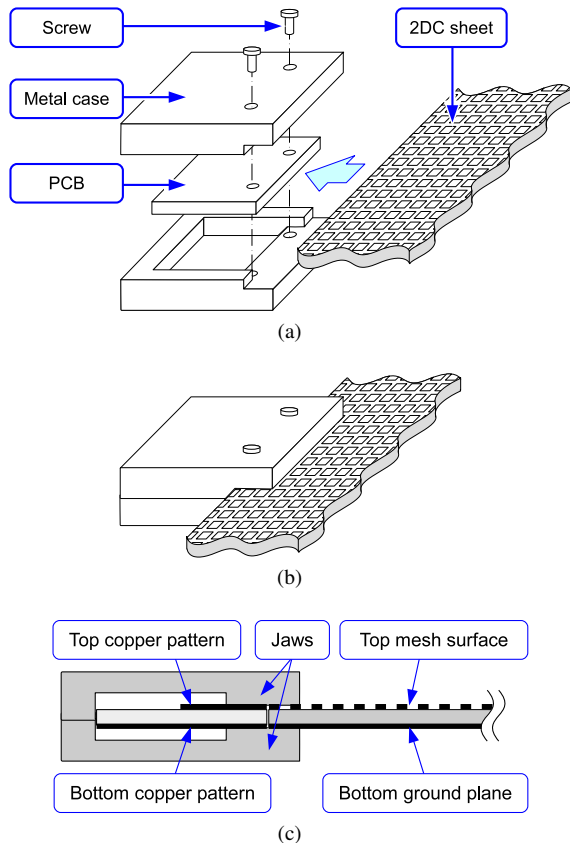 Screw
2DC sheet
Metal case
PCB
(a)
(b)
Top copper pattern
Jaws
Top mesh surface
Bottom copper pattern
Bottom ground plane
(c)